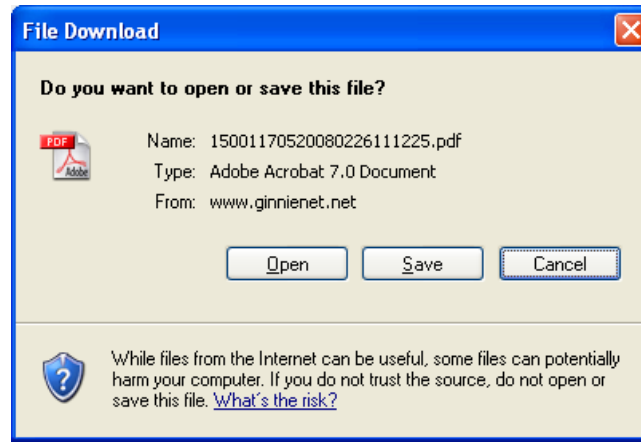 File Download
Do you want to open or save this file?
PDF
Adobe
Name: 15001170520080226111225.pdf
Type: Adobe Acrobat 7.0 Document
From: www.ginnienet.net
Open
Save
Cancel
While files from the Internet can be useful, some files can potentially
harm your computer. If you do not trust the source, do not open or
save this file. What's the risk?